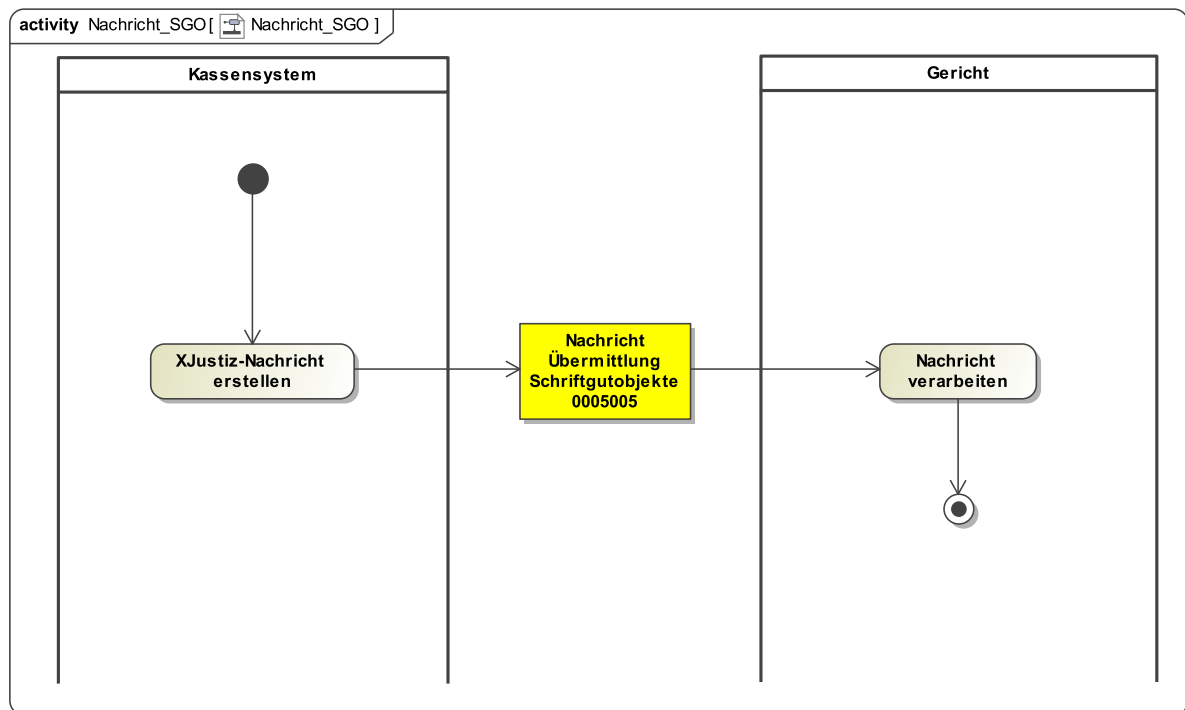 activity Nachricht_SGO[ Nachricht_SGO ]
Kassensystem
Gericht
XJustiz-Nachricht
erstellen
Nachricht
Übermittlung
Schriftgutobjekte
0005005
Nachricht
verarbeiten